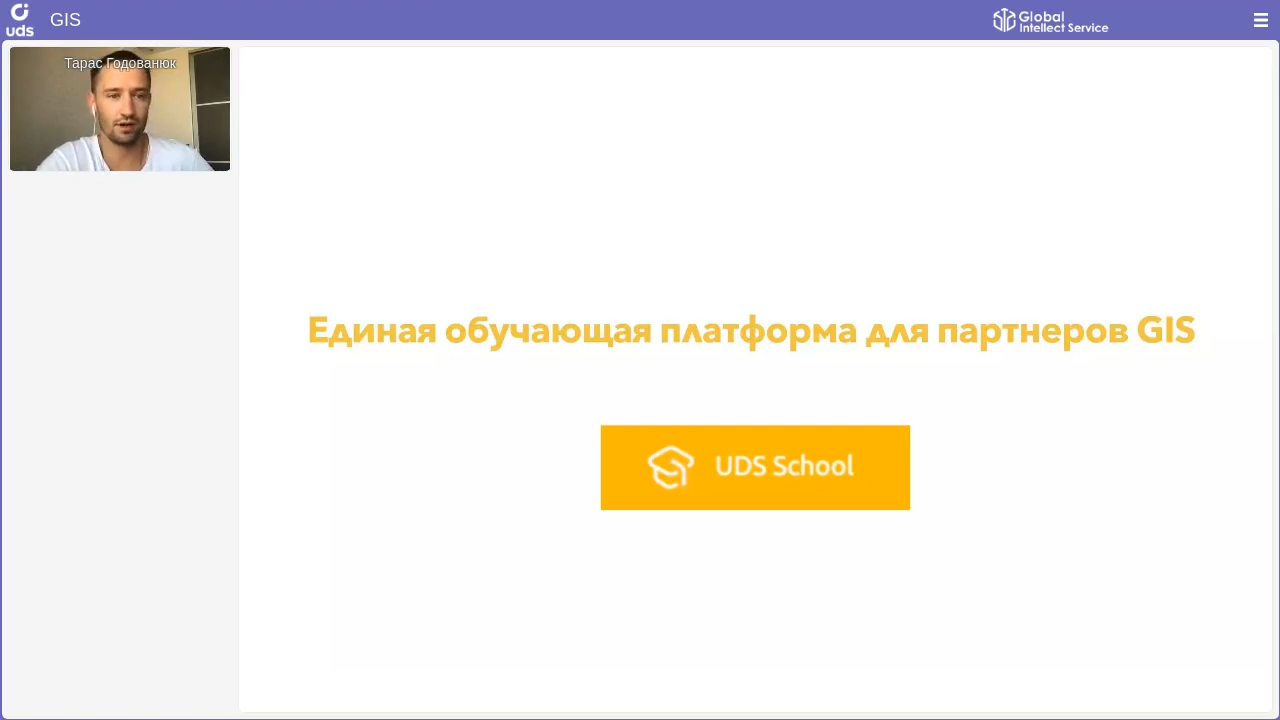 uds
GIS
Global
Intellect Service
Тарас Годованюк
Единая обучающая платформа для партнеров GIS
UDS School